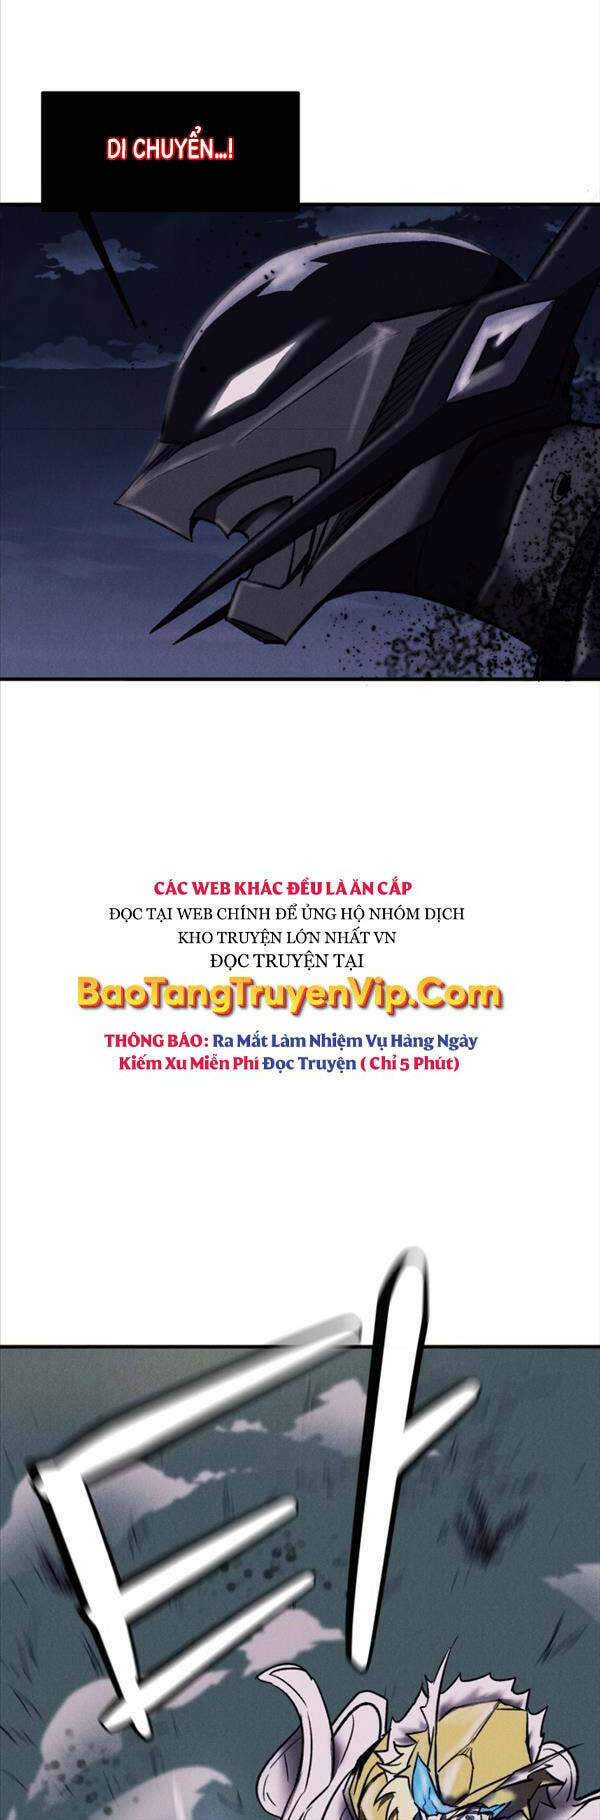 DI CHUYỂN...!
CÁC WEB KHÁC ĐỀU LÀ ĂN CẮP
ĐỌC TẠI WEB CHÍNH ĐỂ ỦNG HỘ NHÓM DỊCH
KHO TRUYỆN LỚN NHẤT VN
ĐỌC TRUYỆN TẠI
BaoTangTruyenVip.Com
THÔNG BÁO: Ra Mắt Làm Nhiệm Vụ Hàng Ngày
Kiếm Xu Miễn Phí Đọc Truyện ( Chỉ 5 Phút)
타